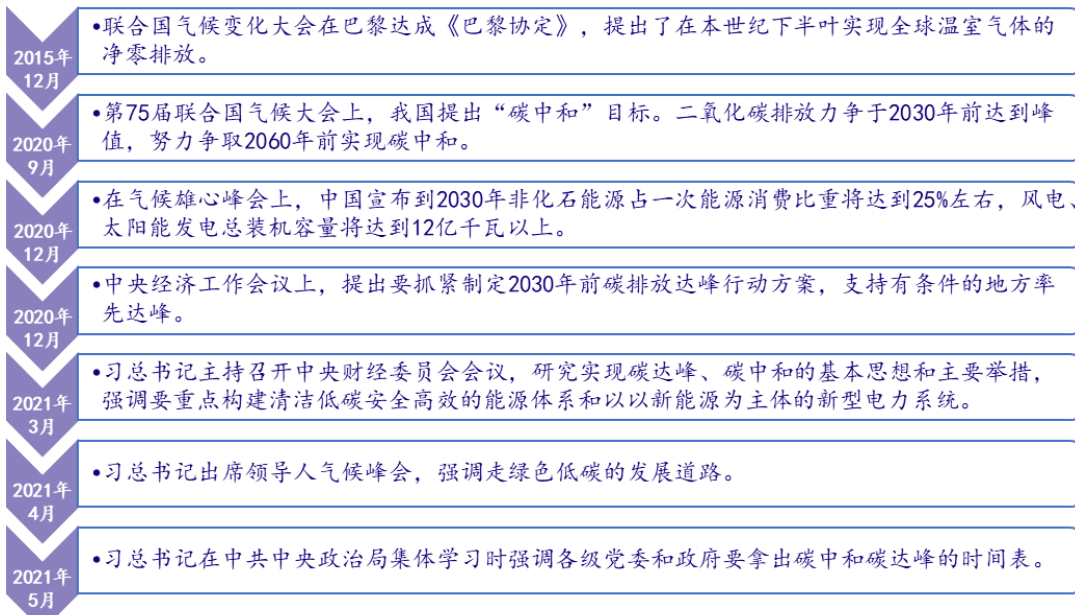 2015年
12月
•联合国气候变化大会在巴黎达成《巴黎协定》，提出了在本世纪下半叶实现全球温室气体的
净零排放。
2020年
9月
•第75届联合国气候大会上，我国提出“碳中和”目标。二氧化碳排放力争于2030年前达到峰
值，努力争取2060年前实现碳中和。
2020年
12月
•在气候雄心峰会上，中国宣布到2030年非化石能源占一次能源消费比重将达到25%左右，风电、
太阳能发电总装机容量将达到12亿千瓦以上。
2020年
12月
•中央经济工作会议上，提出要抓紧制定2030年前碳排放达峰行动方案，支持有条件的地方率
先达峰。
2021年
3月
•习总书记主持召开中央财经委员会会议，研究实现碳达峰、碳中和的基本思想和主要举措，
强调要重点构建清洁低碳安全高效的能源体系和以以新能源为主体的新型电力系统。
2021年
4月
•习总书记出席领导人气候峰会，强调走绿色低碳的发展道路。
2021年
5月
•习总书记在中共中央政治局集体学习时强调各级党委和政府要拿出碳中和碳达峰的时间表。